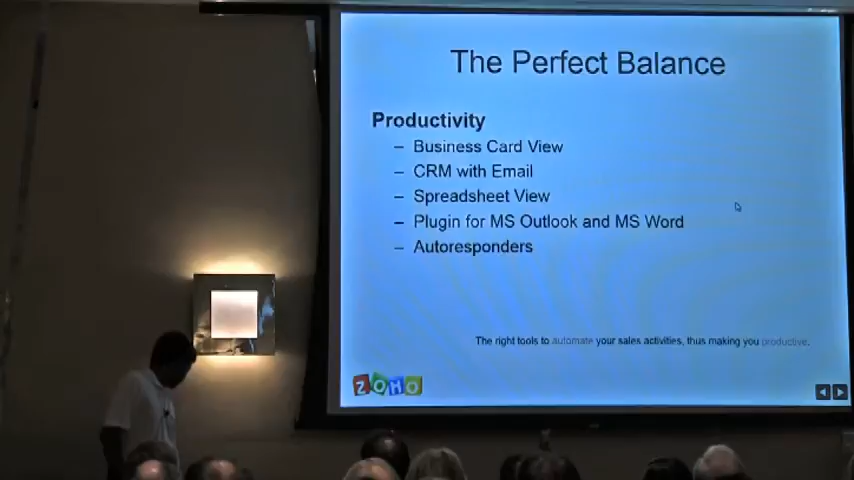 The Perfect Balance
Productivity
– Business Card View
– CRM with Email
– Spreadsheet View
– Plugin for MS Outlook and MS Word
– Autoresponders
The right tools to automate your sales activities, thus making you productive.
ZOHO